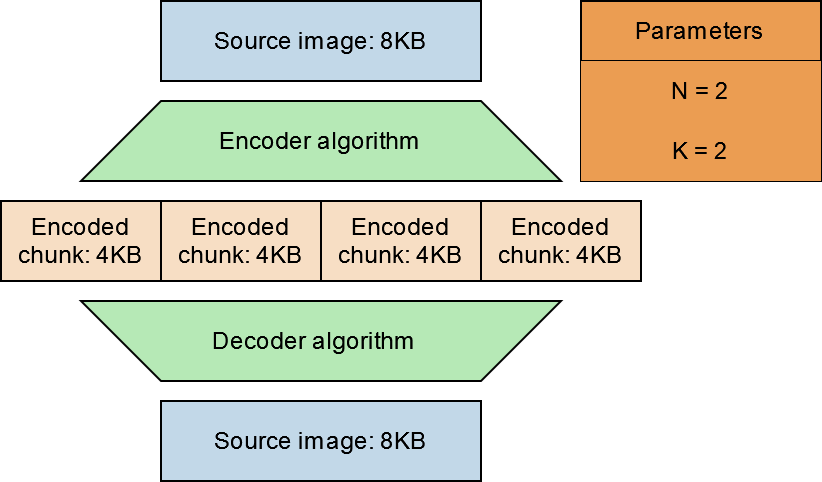 Source image: 8KB
Parameters
N = 2
K = 2
Encoder algorithm
Encoded
chunk: 4KB
Encoded
chunk: 4KB
Encoded
chunk: 4KB
Encoded
chunk: 4KB
Decoder algorithm
Source image: 8KB